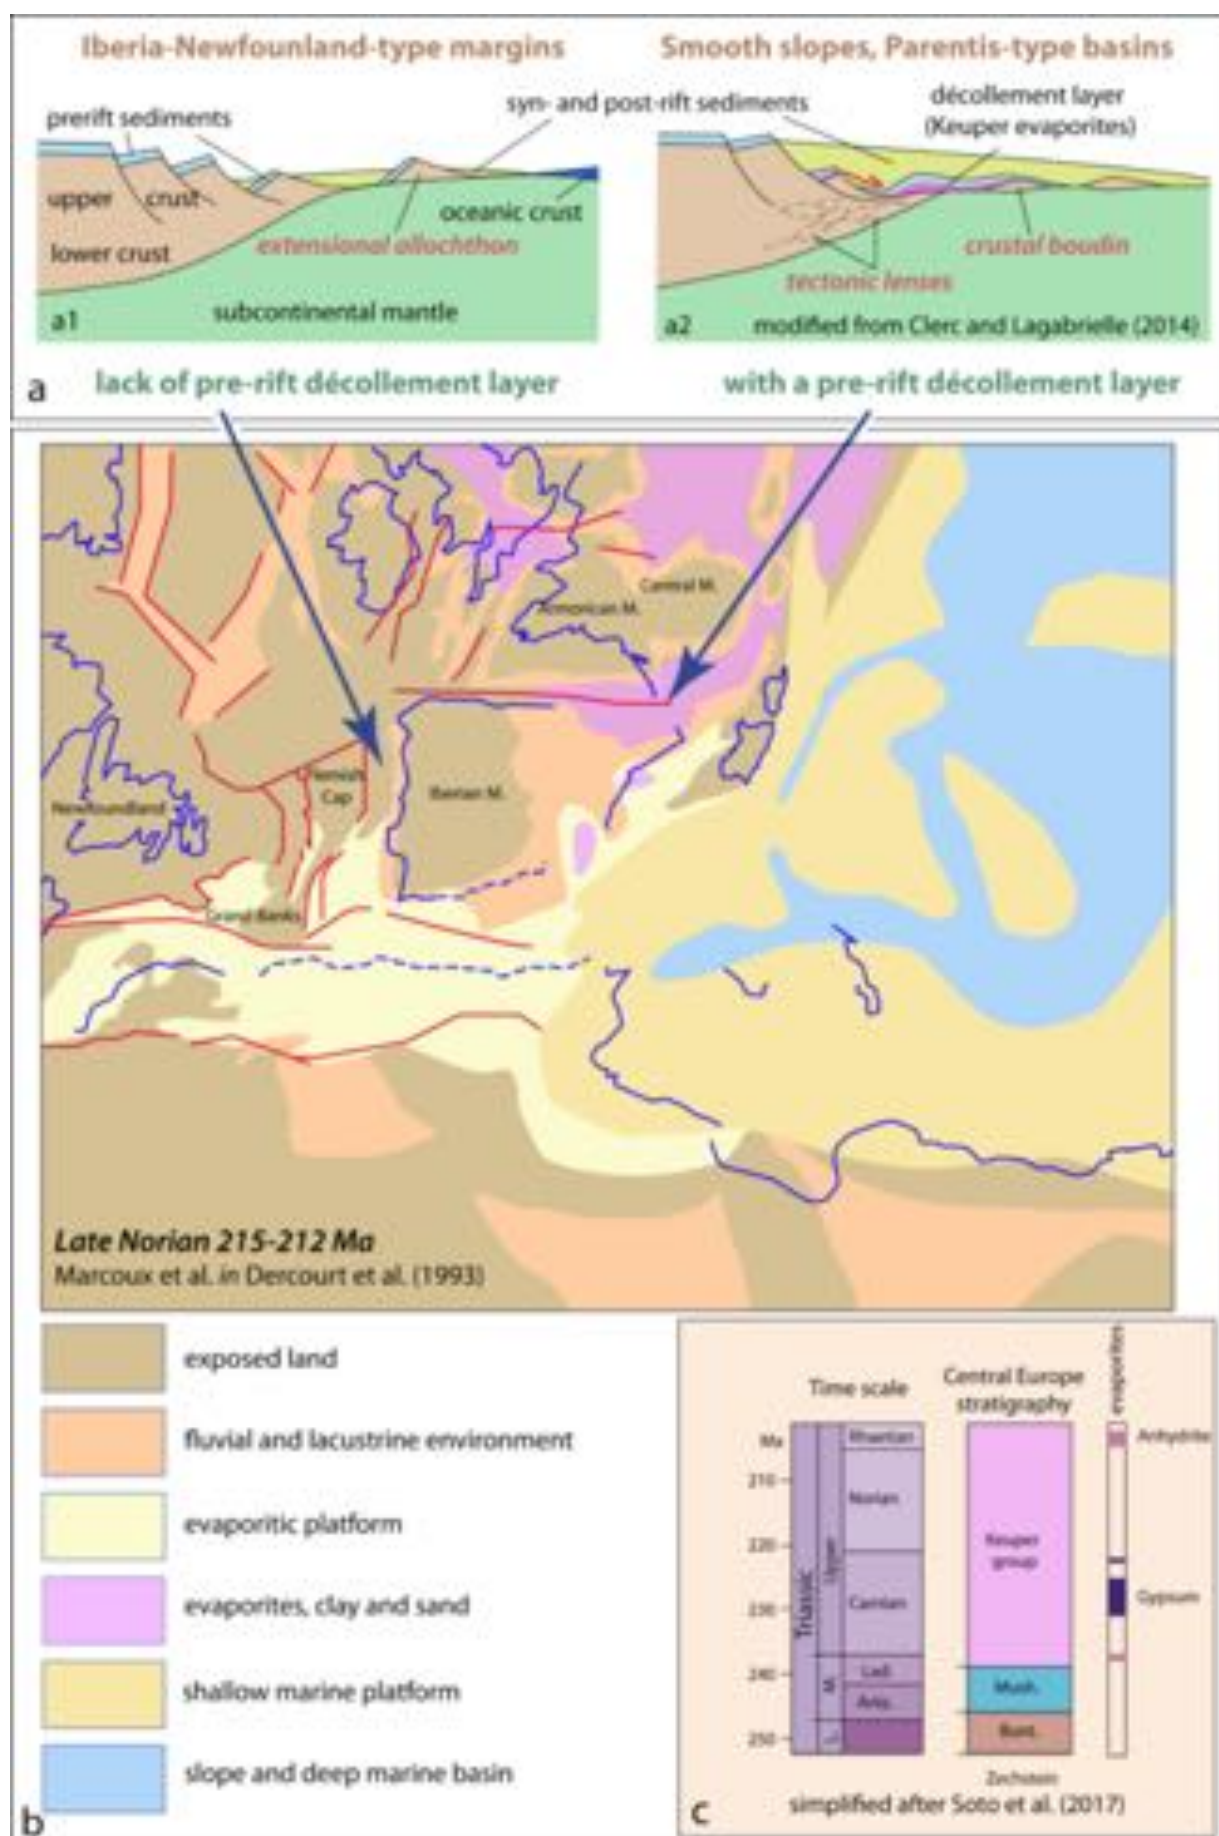 Iberia-Newfounland-type margins
Smooth slopes, Parentis-type basins
prerift sediments
syn- and post-rift sediments
décollement layer
(Keuper evaporites)
upper crust
lower crust
oceanic crust
extensional allochthon
subcontinental mantle
a1
crustal boudin
tectonic lenses
a2
modified from Clerc and Lagabrielle (2014)
a
lack of pre-rift décollement layer
with a pre-rift décollement layer
Central M.
Armorican M.
Flemish
Cap
Iberian M.
Newfoundland
Grand Banks
Late Norian 215-212 Ma
Marcoux et al. in Dercourt et al. (1993)
exposed land
fluvial and lacustrine environment
evaporitic platform
evaporites, clay and sand
shallow marine platform
slope and deep marine basin
b
Time scale
Central Europe
stratigraphy
evaporites
Ma
Rhaetian
Anhydrite
210
Norian
220
Upper
Keuper
group
Triassic
230
Carnian
Gypsum
240
M.
Lad.
Anis.
Mush.
250
L.
Bunt.
Zechstein
simplified after Soto et al. (2017)
c